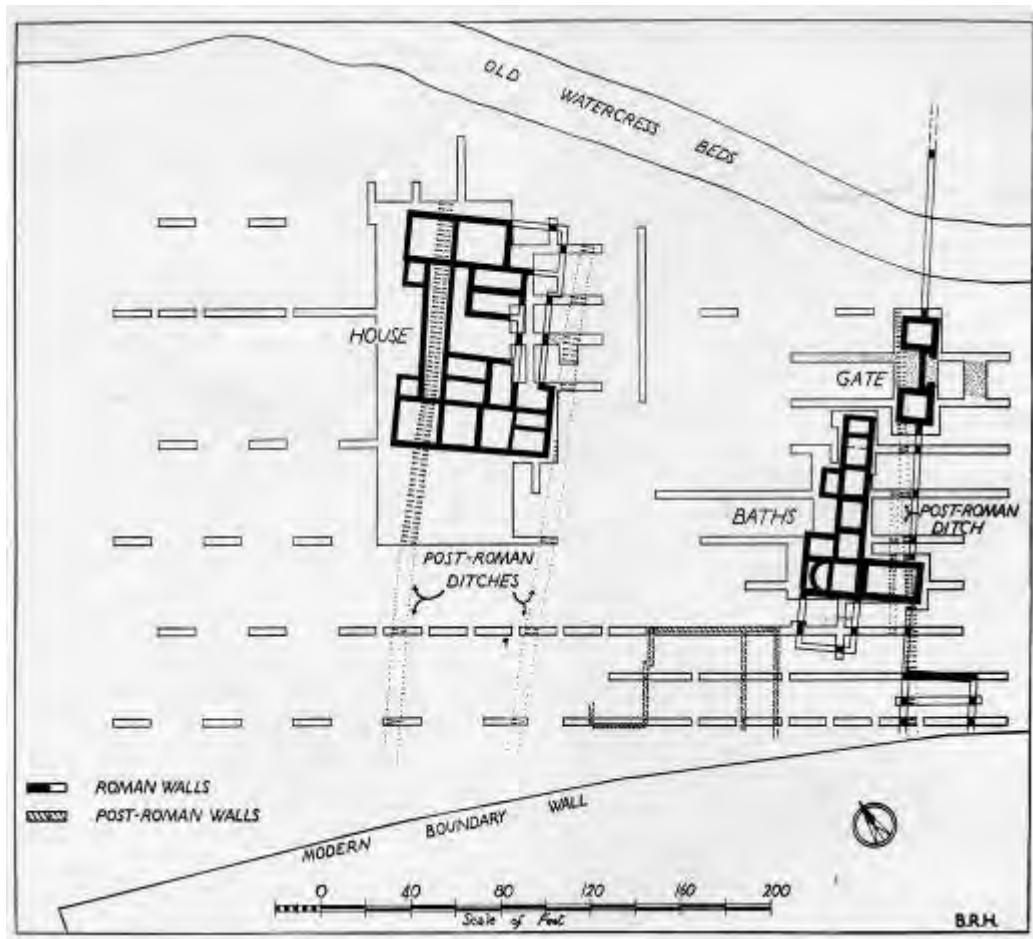 OLD
WATERCRESS
BEDS
HOUSE
GATE
BATHS
POST-ROMAN
DITCH
POST-ROMAN
DITCHES
ROMAN WALLS
POST-ROMAN WALLS
MODERN BOUNDARY WALL
0 40 80 120 160 200
Scale of Feet
B.R.H.